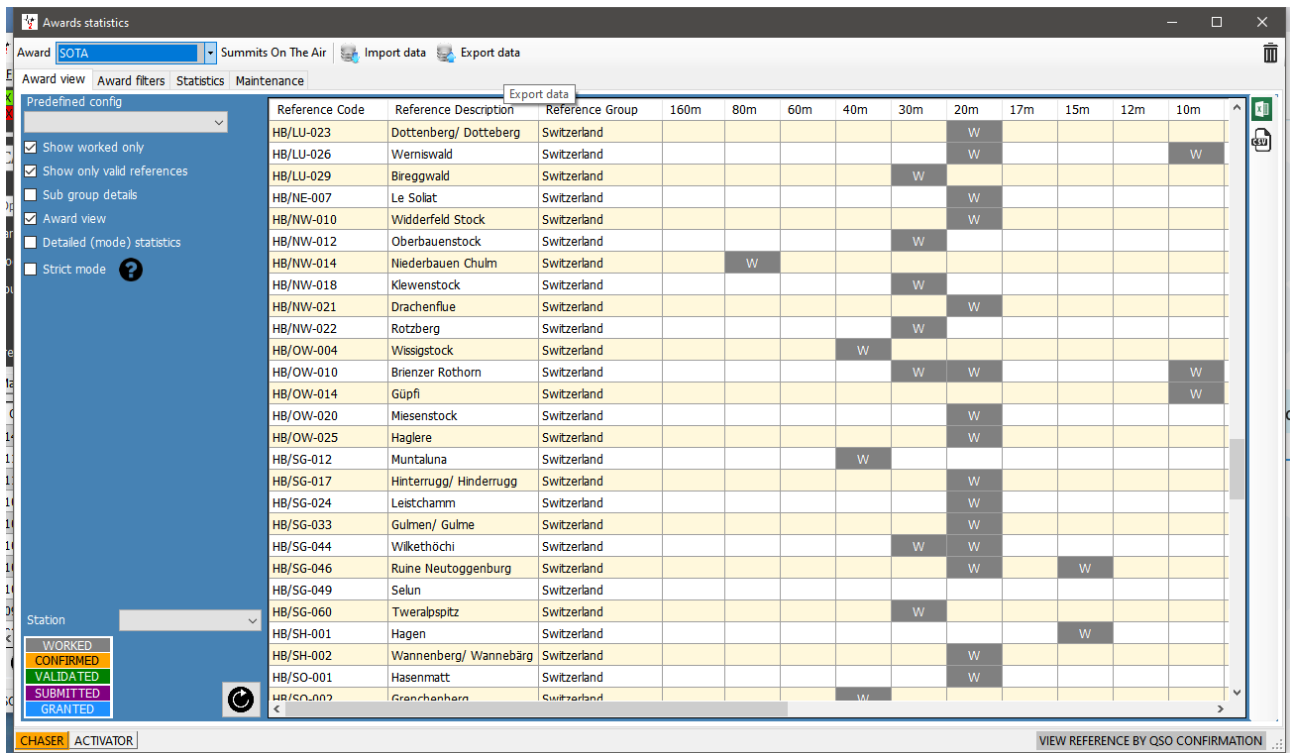 Awards statistics
Award SOTA Summits On The Air Import data Export data
Award view Award filters Statistics Maintenance
Export data
Predefined config
Show worked only
Show only valid references
Sub group details
Award view
Detailed (mode) statistics
Strict mode ?
Reference Code Reference Description Reference Group 160m 80m 60m 40m 30m 20m 17m 15m 12m 10m
HB/LU-023 Dottenberg/ Dotteberg Switzerland W
HB/LU-026 Werniswald Switzerland W W
HB/LU-029 Bireggwald Switzerland W
HB/NE-007 Le Soliat Switzerland W
HB/NW-010 Widderfeld Stock Switzerland W
HB/NW-012 Oberbauenstock Switzerland W
HB/NW-014 Niederbauen Chulm Switzerland W
HB/NW-018 Klewenstock Switzerland W
HB/NW-021 Drachenflue Switzerland W
HB/NW-022 Rotzberg Switzerland W
HB/OW-004 Wissigstock Switzerland W
HB/OW-010 Brienzer Rothorn Switzerland W W W
HB/OW-014 Güpfi Switzerland W
HB/OW-020 Miesenstock Switzerland W
HB/OW-025 Haglere Switzerland W
HB/SG-012 Muntaluna Switzerland W
HB/SG-017 Hinterrugg/ Hinderrugg Switzerland W
HB/SG-024 Leistchamm Switzerland W
HB/SG-033 Gulmen/ Gulme Switzerland W
HB/SG-044 Wilkethöchi Switzerland W W
HB/SG-046 Ruine Neutoggenburg Switzerland W W
HB/SG-049 Selun Switzerland
HB/SG-060 Tweralpspitz Switzerland W
HB/SH-001 Hagen Switzerland W
HB/SH-002 Wannenberg/ Wannebärg Switzerland W
HB/SO-001 Hasenmatt Switzerland W
HB/SO-002 Grenchenberg Switzerland W
CSV
Station
WORKED
CONFIRMED
VALIDATED
SUBMITTED
GRANTED
CHASER ACTIVATOR VIEW REFERENCE BY QSO CONFIRMATION